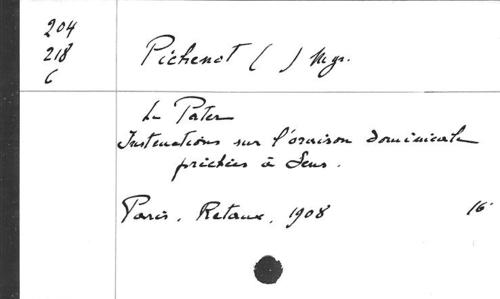 204
218
C
Pichenot ( ) Mgr.
Le Pater
Instructions sur l'oraison dominicale
prêchées à Sens.
Paris, Retaux, 1908 16°